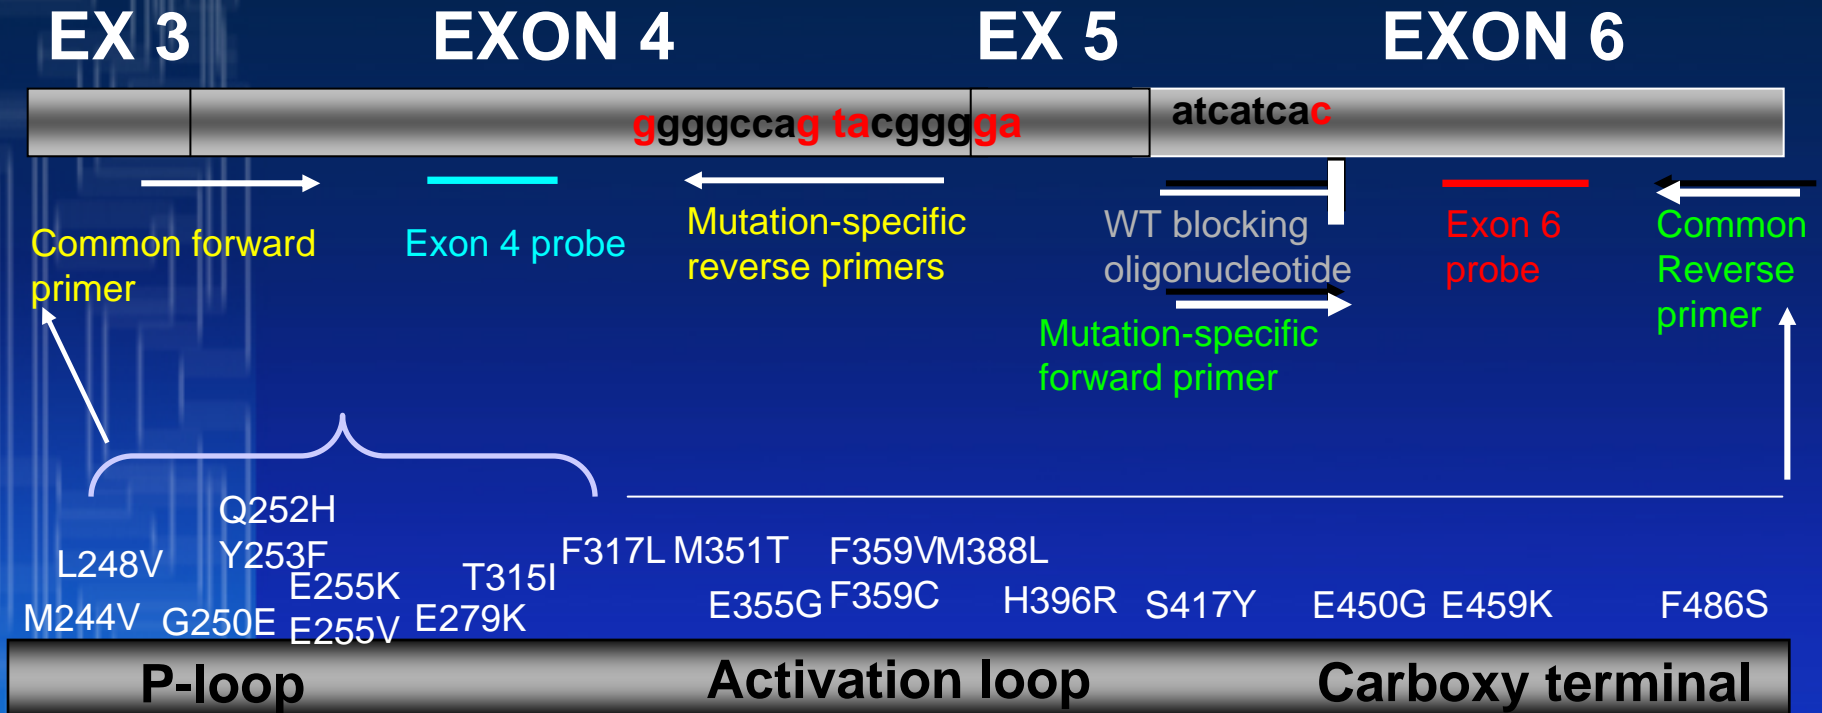 EX 3 EXON 4 EX 5 EXON 6
ggggccag tacggggga atcatcac
Common forward
primer
Exon 4 probe
Mutation-specific
reverse primers
WT blocking
oligonucleotide
Exon 6
probe
Common
Reverse
primer
Mutation-specific
forward primer
Q252H
L248V Y253F F317L M351T F359V M388L
E255K T315I F359C
M244V G250E E255V E279K E355G H396R S417Y E450G E459K F486S
P-loop Activation loop Carboxy terminal